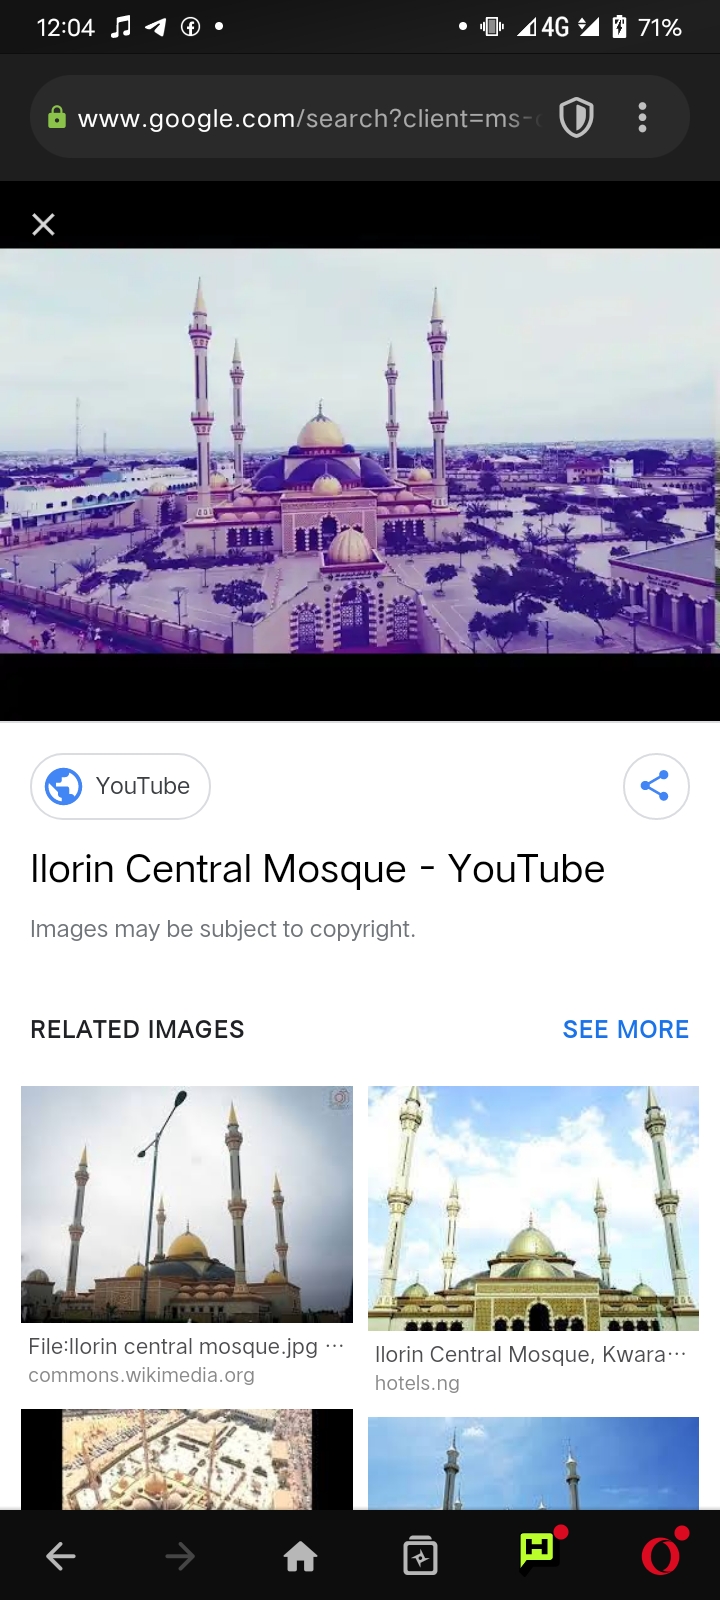 12:04
4G
71%
www.google.com/search?client=ms-
YouTube
Ilorin Central Mosque - YouTube
Images may be subject to copyright.
RELATED IMAGES
SEE MORE
File:Ilorin central mosque.jpg ...
commons.wikimedia.org
Ilorin Central Mosque, Kwara...
hotels.ng